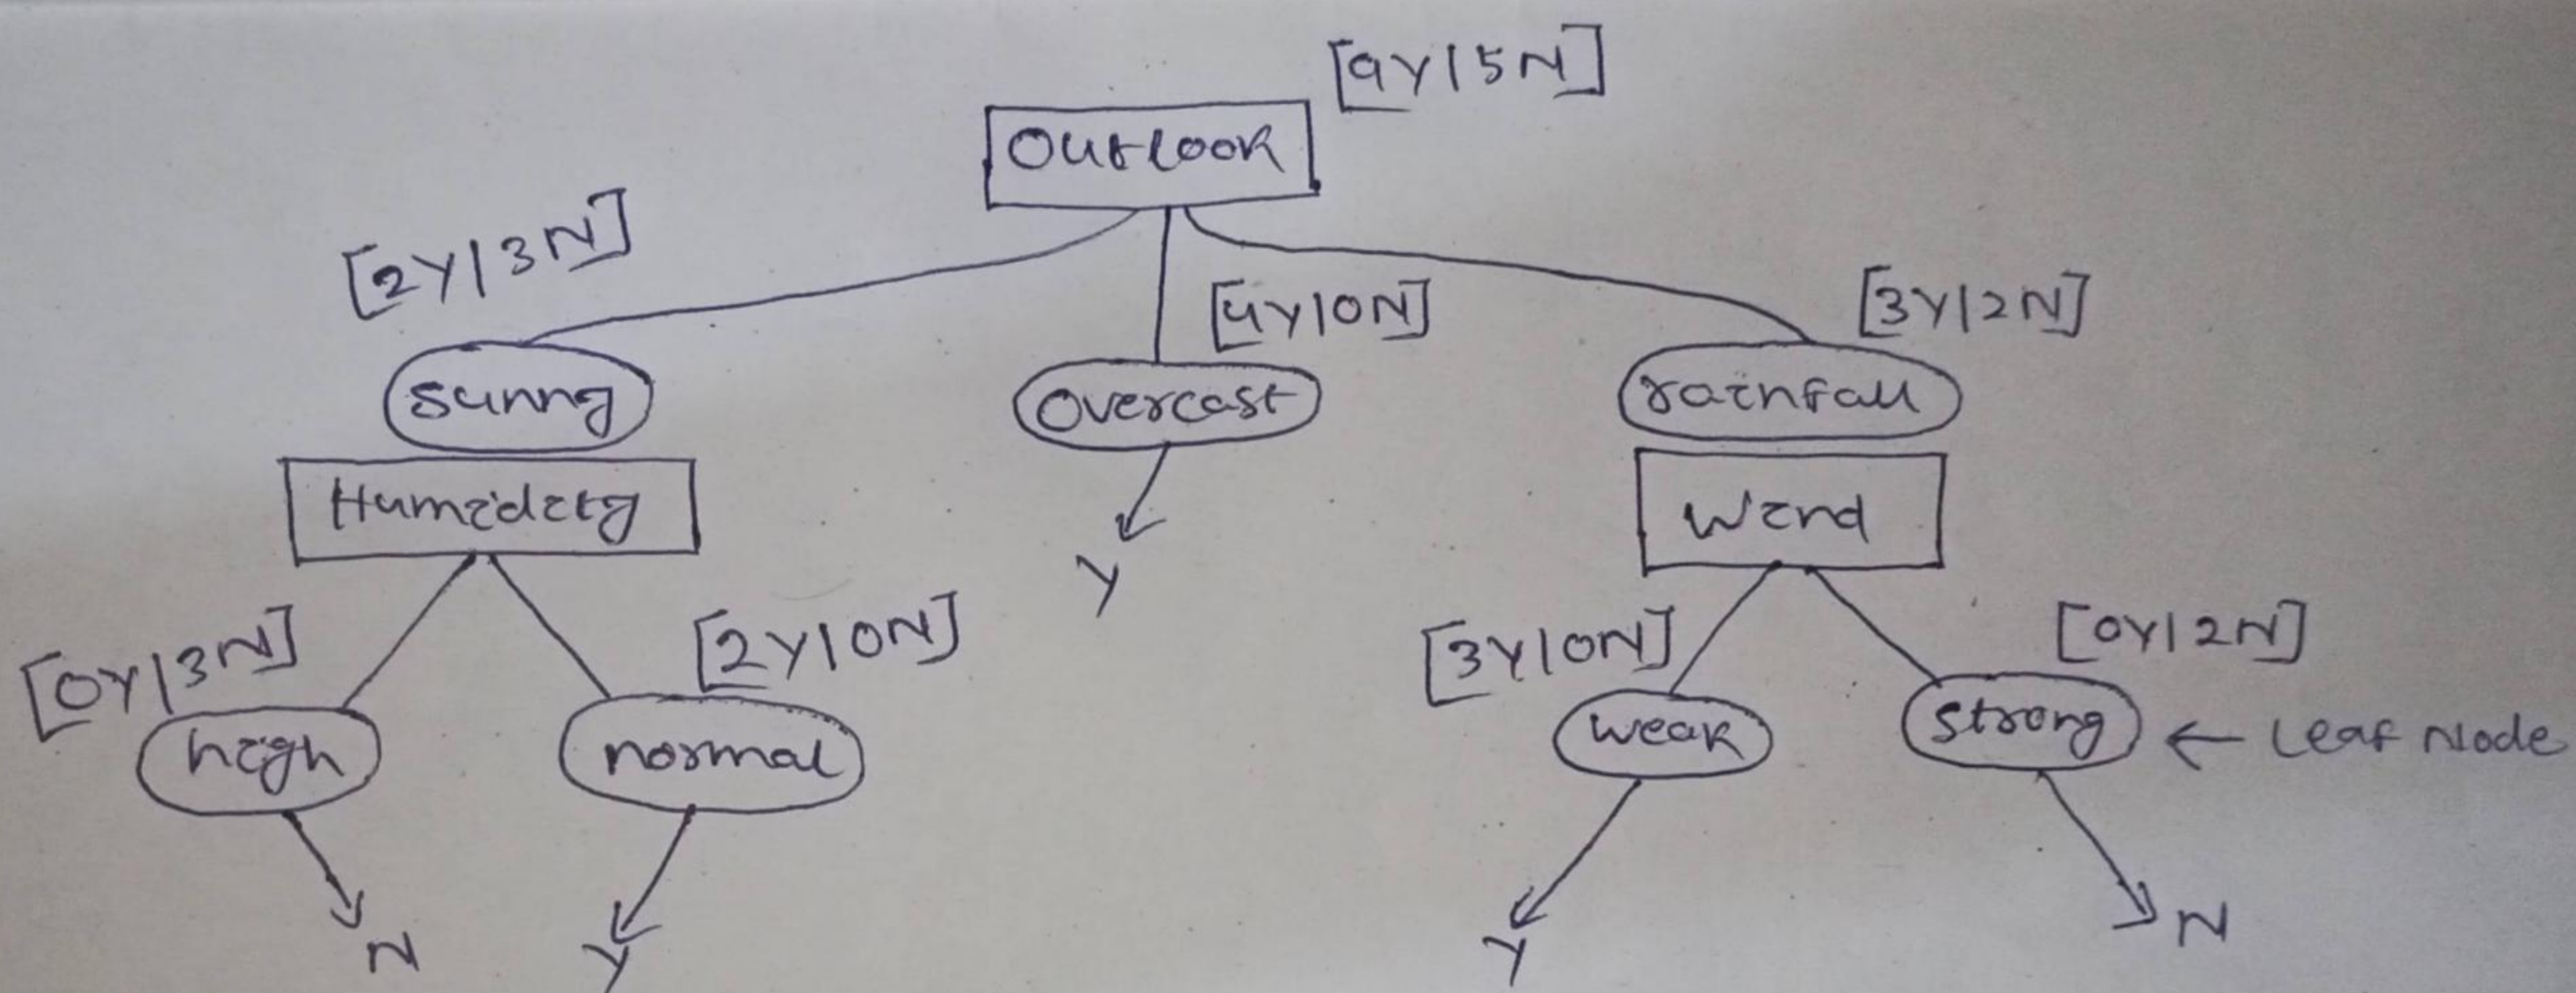 [9Y|5N]
Outlook
[2Y|3N]
[4Y|0N]
[3Y|2N]
Sunny
Overcast
rainfall
Humidity
Wind
Y
[0Y|3N]
[2Y|0N]
[3Y|0N]
[0Y|2N]
high
normal
weak
strong
← Leaf Node
N
Y
Y
N